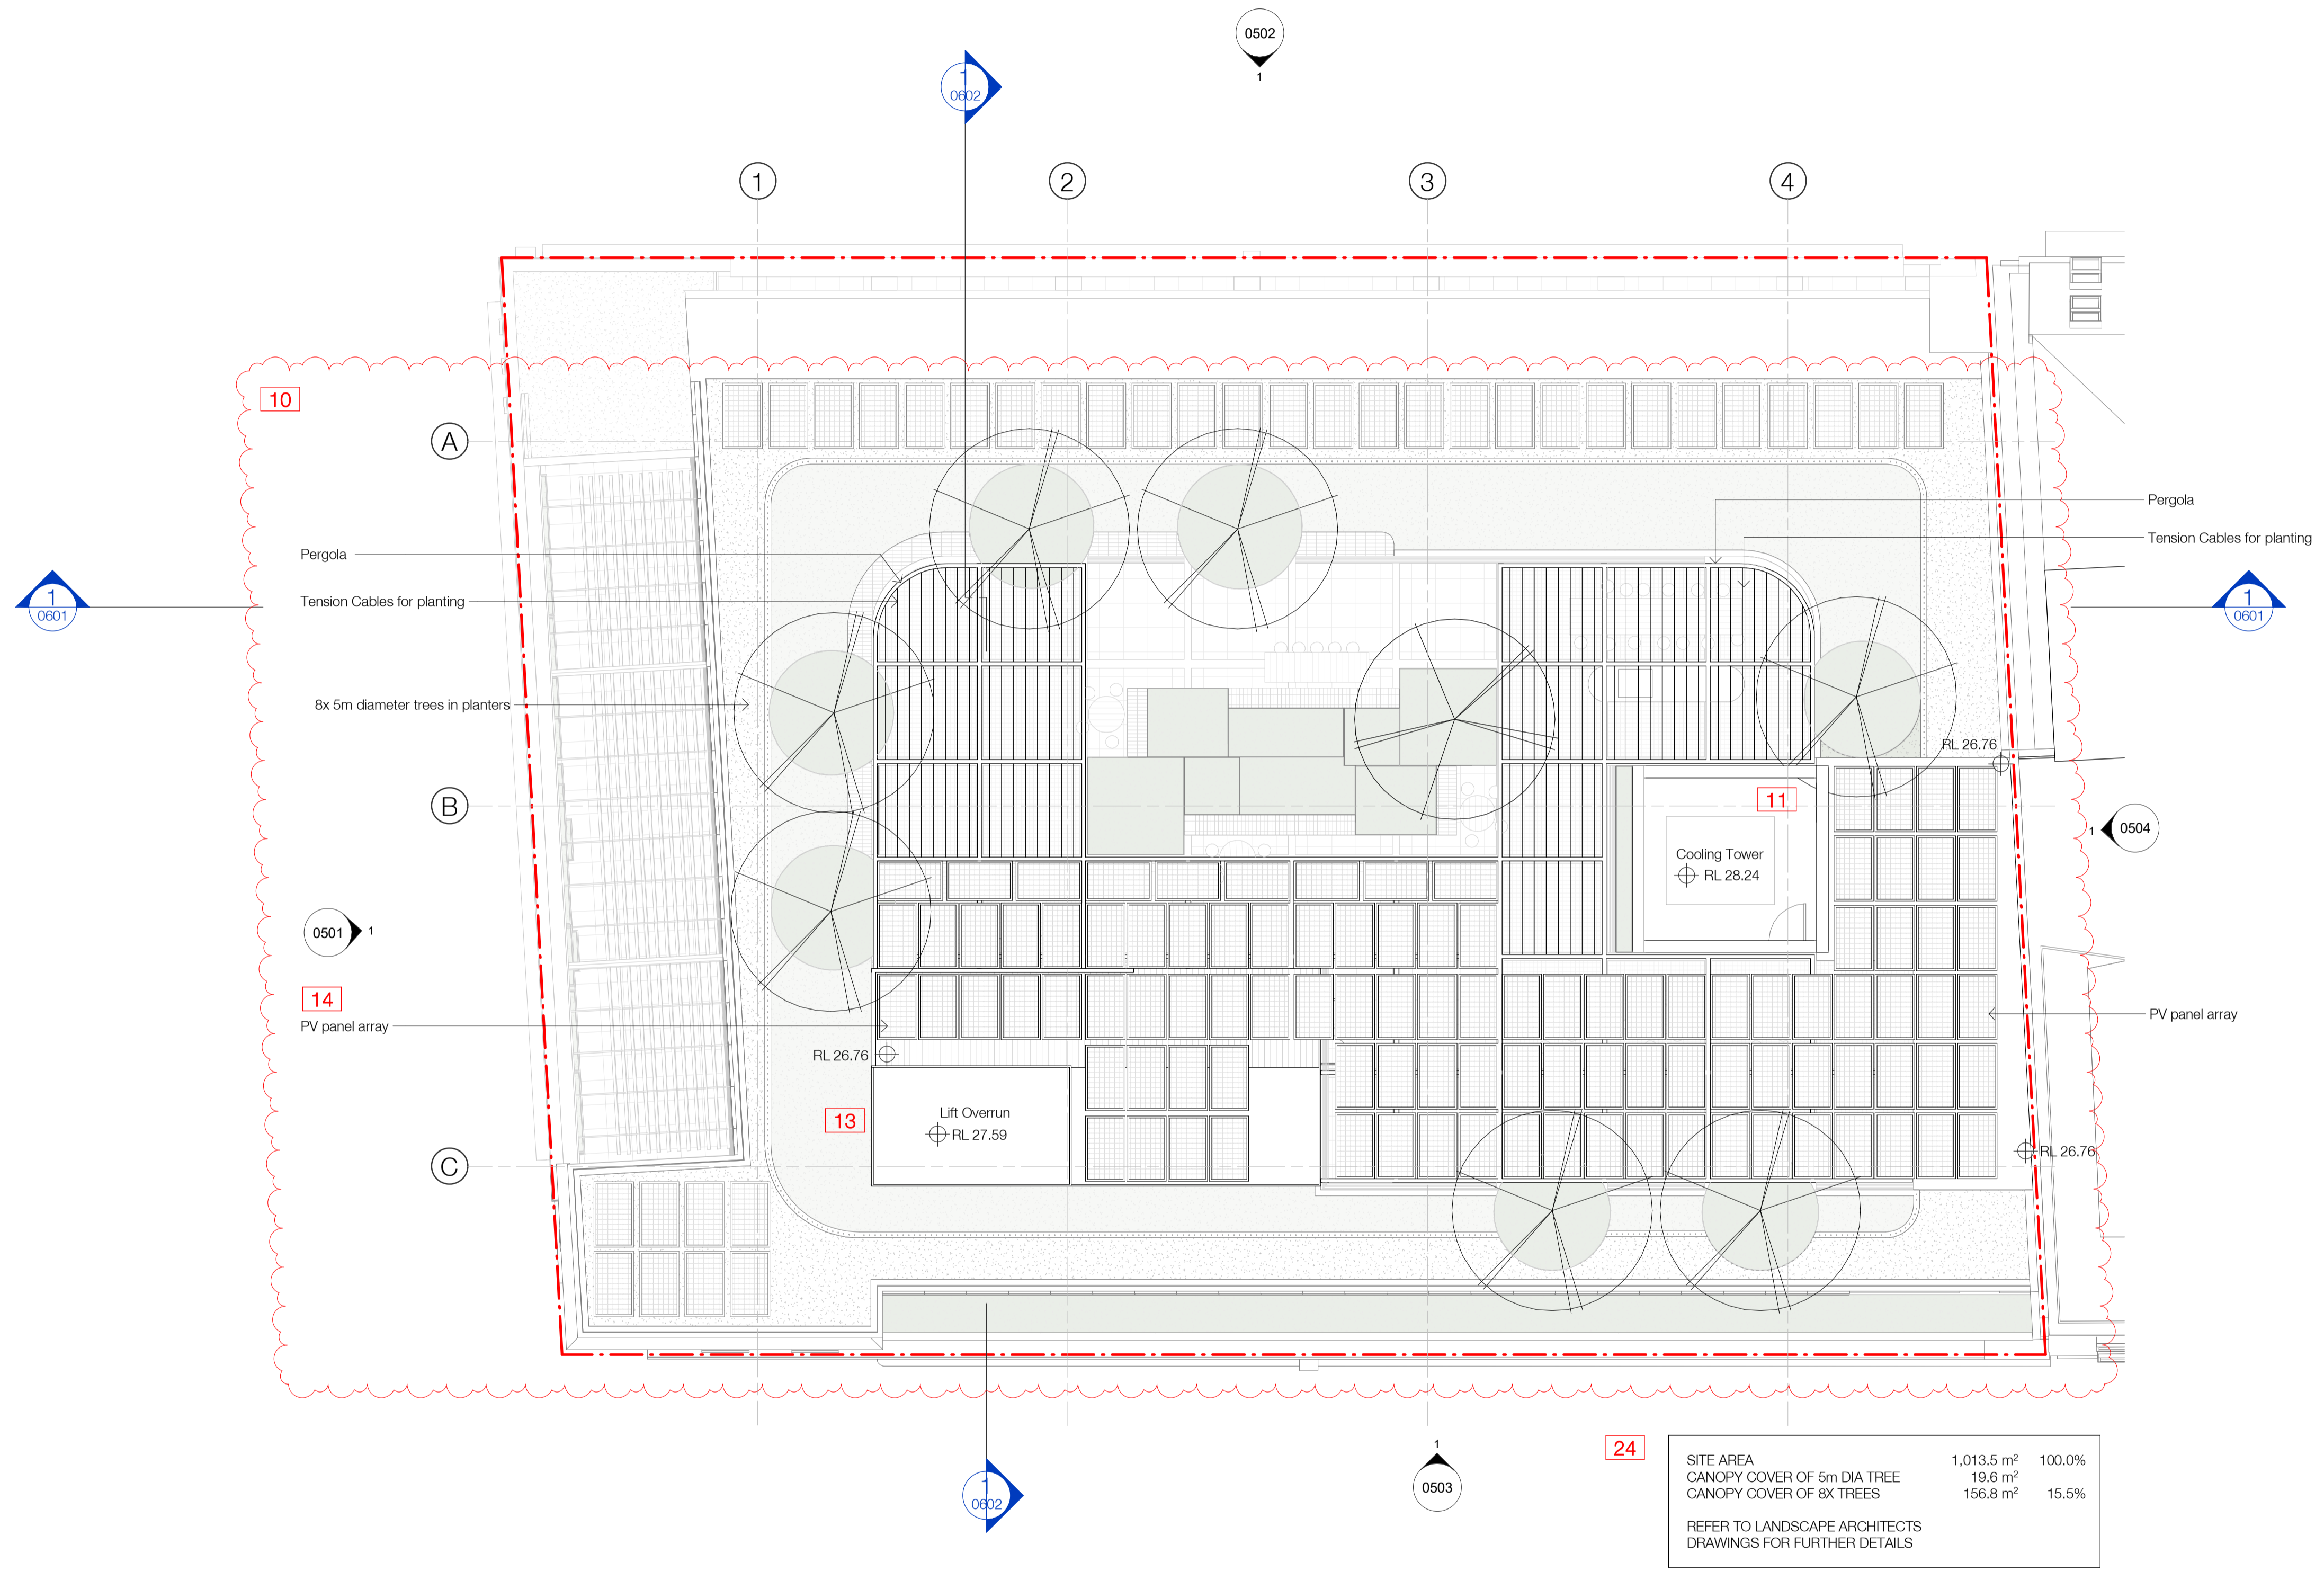 0502
1
1
0602
1
2
3
4
10
A
Pergola
Pergola
Tension Cables for planting
Tension Cables for planting
1
0601
1
0601
8x 5m diameter trees in planters
RL 26.76
B
11
0504
1
Cooling Tower
RL 28.24
0501
1
14
PV panel array
PV panel array
RL 26.76
13
Lift Overrun
RL 27.59
RL 26.76
C
1
0602
1
0503
24
SITE AREA 1,013.5 m² 100.0%
CANOPY COVER OF 5m DIA TREE 19.6 m²
CANOPY COVER OF 8X TREES 156.8 m² 15.5%
REFER TO LANDSCAPE ARCHITECTS
DRAWINGS FOR FURTHER DETAILS